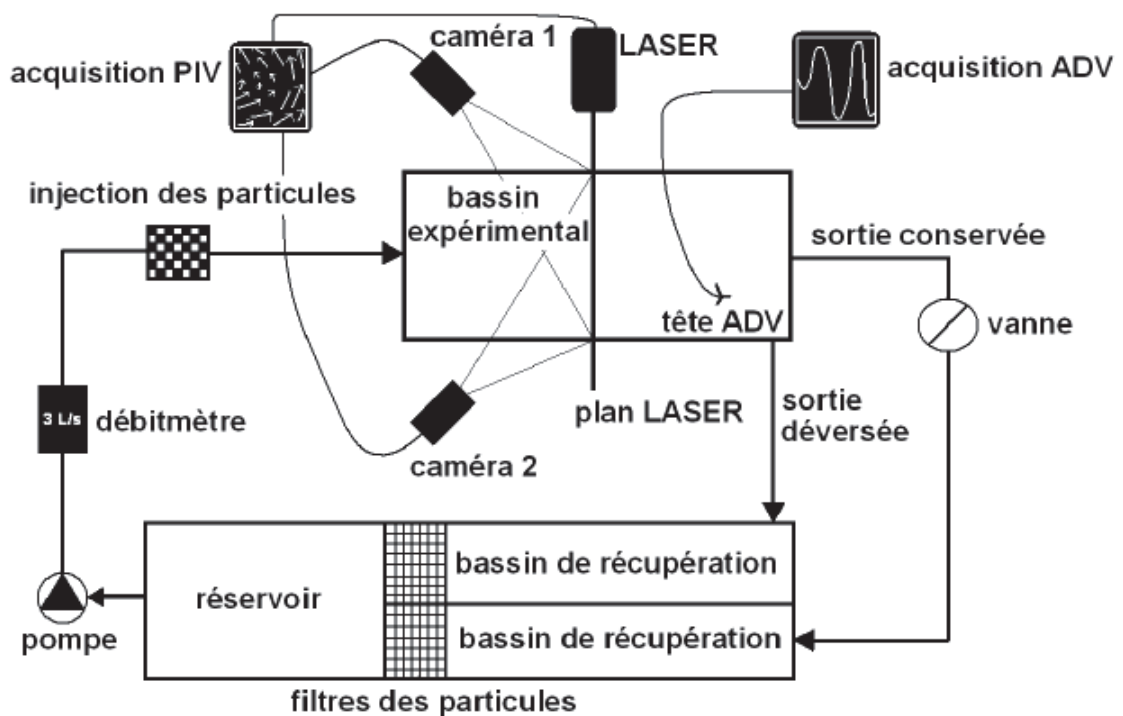 caméra 1
LASER
acquisition PIV
acquisition ADV
injection des particules
bassin
expérimental
sortie conservée
tête ADV
vanne
3 L/s
débitmètre
plan LASER
sortie
déversée
caméra 2
bassin de récupération
réservoir
pompe
bassin de récupération
filtres des particules